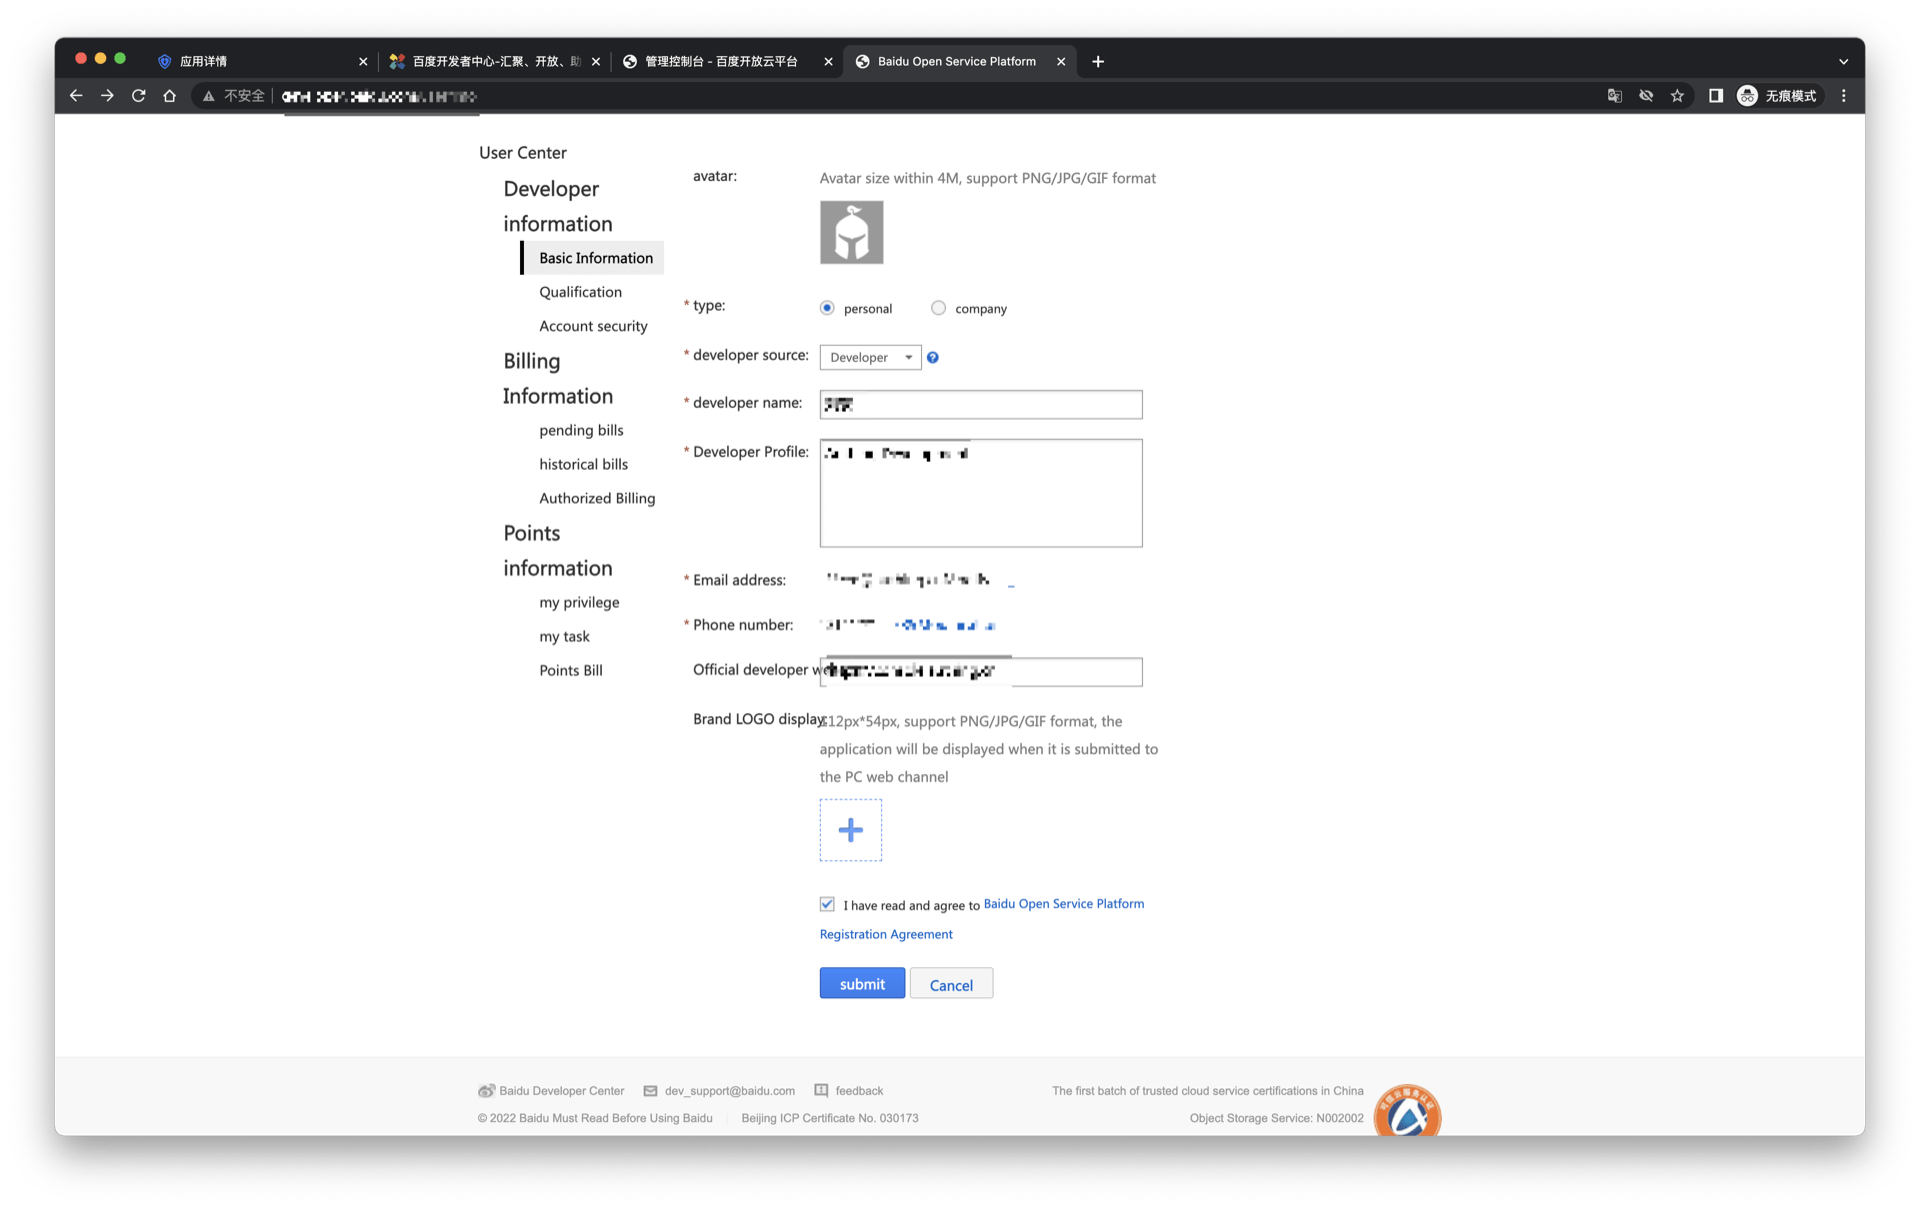 应用详情
百度开发者中心-汇聚、开放、助
管理控制台 - 百度开放云平台
Baidu Open Service Platform
不安全
无痕模式
User Center
Developer
information
Basic Information
Qualification
Account security
Billing
Information
pending bills
historical bills
Authorized Billing
Points
information
my privilege
my task
Points Bill
avatar:
Avatar size within 4M, support PNG/JPG/GIF format
* type:
personal
company
* developer source:
Developer
* developer name:
* Developer Profile:
* Email address:
* Phone number:
Official developer
Brand LOGO display
12px*54px, support PNG/JPG/GIF format, the
application will be displayed when it is submitted to
the PC web channel
I have read and agree to Baidu Open Service Platform
Registration Agreement
submit
Cancel
Baidu Developer Center
dev_support@baidu.com
feedback
© 2022 Baidu Must Read Before Using Baidu
Beijing ICP Certificate No. 030173
The first batch of trusted cloud service certifications in China
Object Storage Service: N002002
可信云服务认证